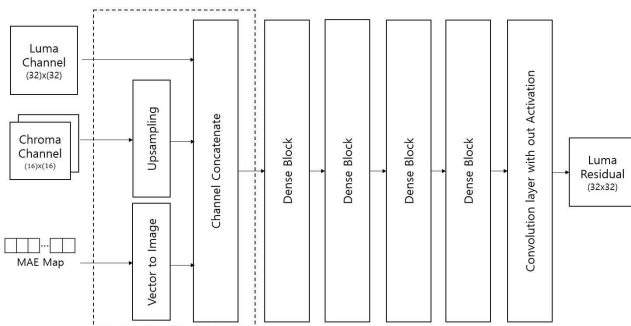 Luma
Channel
(32)x(32)
Chroma
Channel
(16)x(16)
MAE Map
Upsampling
Vector to Image
Channel Concatenate
Dense Block
Dense Block
Dense Block
Dense Block
Convolution layer with out Activation
Luma
Residual
(32x32)